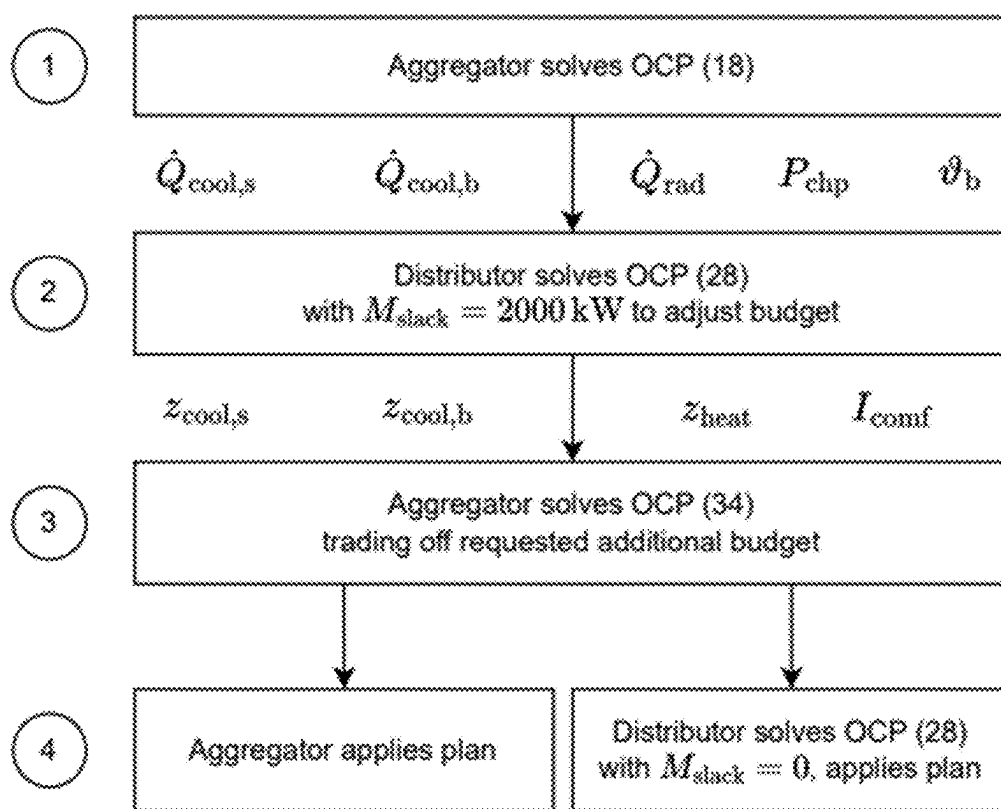 1
Aggregator solves OCP (18)
Q̂cool,s Q̂cool,b Q̂rad Pchp ϑb
2
Distributor solves OCP (28)
with Mslack = 2000 kW to adjust budget
zcool,s zcool,b zheat Icomf
3
Aggregator solves OCP (34)
trading off requested additional budget
4
Aggregator applies plan
Distributor solves OCP (28)
with Mslack = 0, applies plan